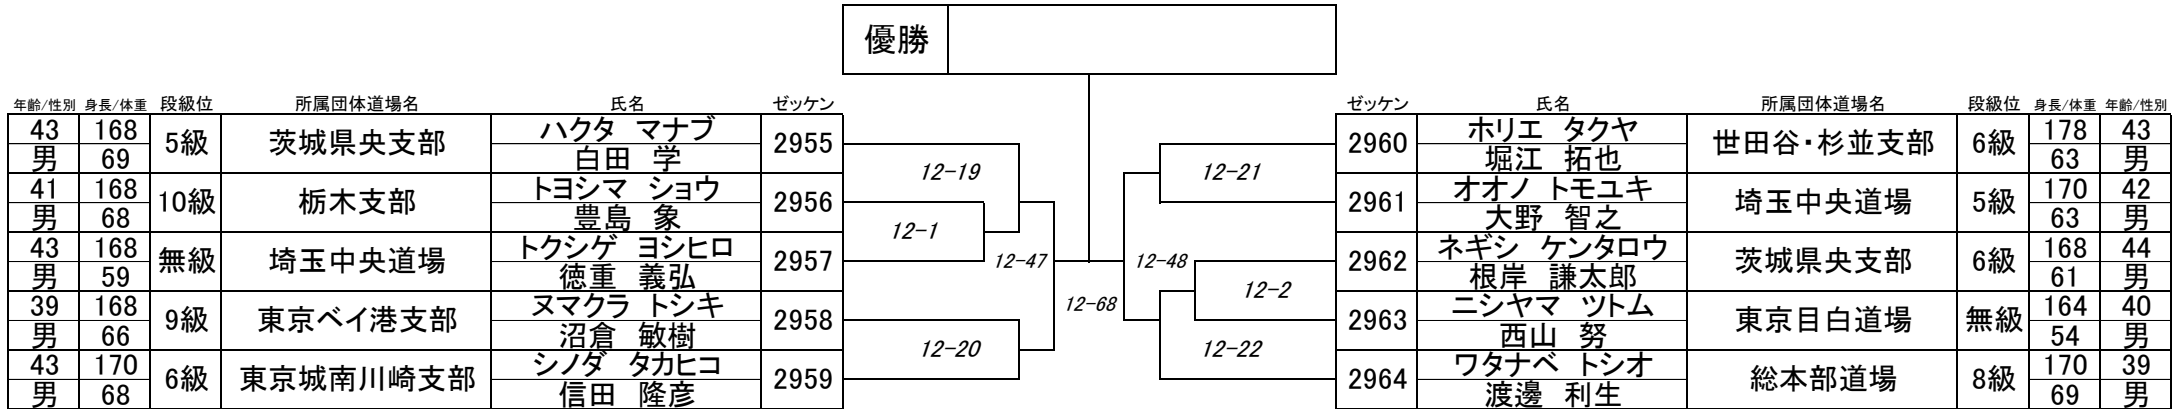 優勝
年齢/性別 身長/体重 段級位 所属団体道場名 氏名 ゼッケン
43 168 5級 茨城県央支部 ハクタ マナブ 2955
男 69 白田 学
41 168 10級 栃木支部 トヨシマ ショウ 2956
男 68 豊島 象
43 168 無級 埼玉中央道場 トクシゲ ヨシヒロ 2957
男 59 徳重 義弘
39 168 9級 東京ベイ港支部 ヌマクラ トシキ 2958
男 66 沼倉 敏樹
43 170 6級 東京城南川崎支部 シノダ タカヒコ 2959
男 68 信田 隆彦
12-19
12-1
12-47
12-20
12-68
12-48
12-21
12-2
12-22
ゼッケン 氏名 所属団体道場名 段級位 身長/体重 年齢/性別
2960 ホリエ タクヤ 世田谷・杉並支部 6級 178 43
堀江 拓也 63 男
2961 オオノ トモユキ 埼玉中央道場 5級 170 42
大野 智之 63 男
2962 ネギシ ケンタロウ 茨城県央支部 6級 168 44
根岸 謙太郎 61 男
2963 ニシヤマ ツトム 東京目白道場 無級 164 40
西山 努 54 男
2964 ワタナベ トシオ 総本部道場 8級 170 39
渡邊 利生 69 男